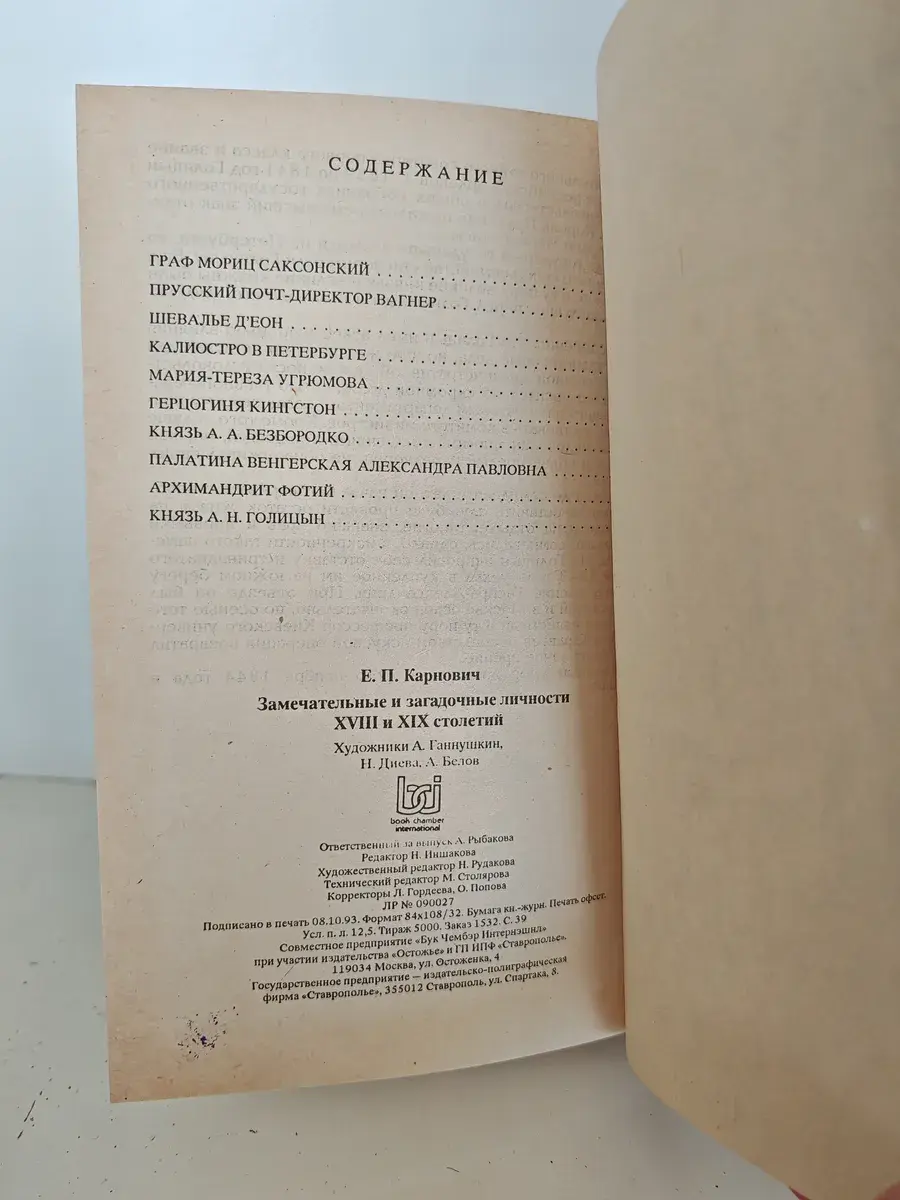 СОДЕРЖАНИЕ
ГРАФ МОРИЦ САКСОНСКИЙ
ПРУССКИЙ ПОЧТ-ДИРЕКТОР ВАГНЕР
ШЕВАЛЬЕ Д'ЕОН
КАЛИОСТРО В ПЕТЕРБУРГЕ
МАРИЯ-ТЕРЕЗА УГРЮМОВА
ГЕРЦОГИНЯ КИНГСТОН
КНЯЗЬ А. А. БЕЗБОРОДКО
ПАЛАТИНА ВЕНГЕРСКАЯ АЛЕКСАНДРА ПАВЛОВНА
АРХИМАНДРИТ ФОТИЙ
КНЯЗЬ А. Н. ГОЛИЦЫН
Е. П. Карнович
Замечательные и загадочные личности
XVIII и XIX столетий
Художники А. Ганнушкин,
Н. Диева, А. Белов
bci
book chamber
international
Ответственный за выпуск А. Рыбакова
Редактор Н. Иншакова
Художественный редактор Н. Рудакова
Технический редактор М. Столярова
Корректоры Л. Гордеева, О. Попова
ЛР № 090027
Подписано в печать 08.10.93. Формат 84x108/32. Бумага кн.-журн. Печать офсет.
Усл. п. л. 12,5. Тираж 5000. Заказ 1532. С. 39
Совместное предприятие «Бук Чембэр Интернэшнл»
при участии издательства «Остожье» и ГП ИПФ «Ставрополье».
119034 Москва, ул. Остоженка, 4
Государственное предприятие — издательско-полиграфическая
фирма «Ставрополье», 355012 Ставрополь, ул. Спартака, 8.